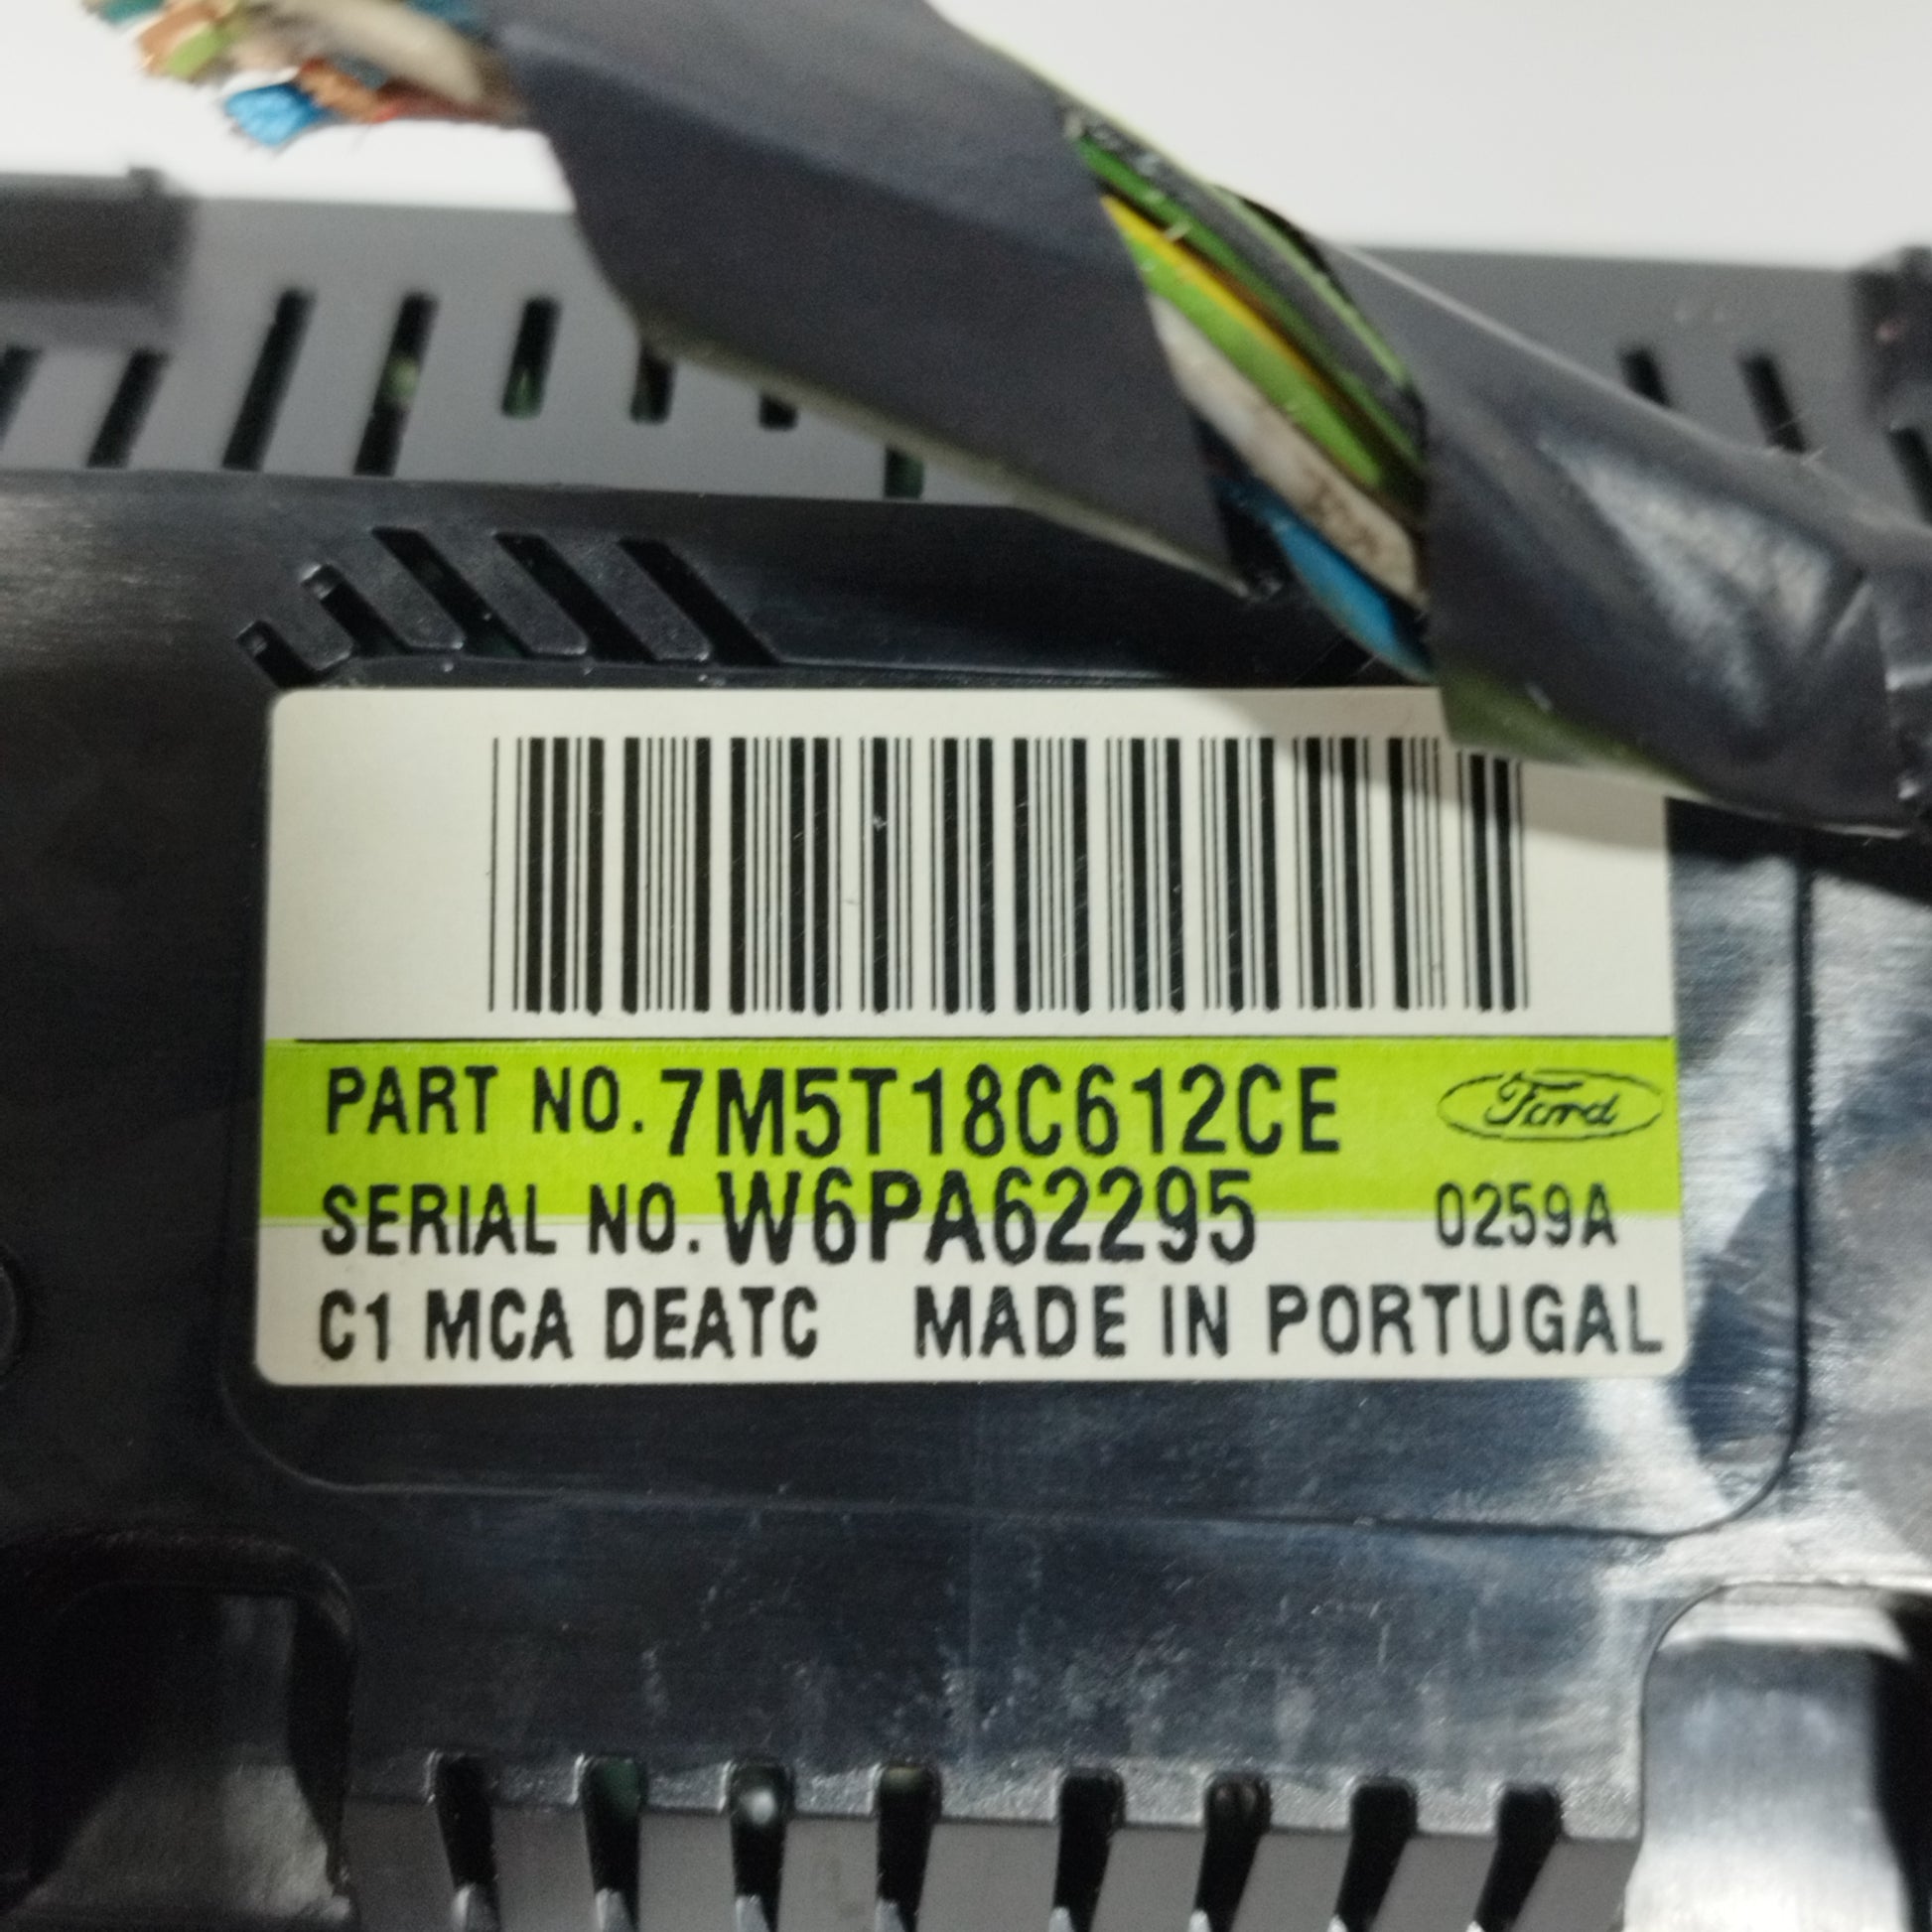 PART NO. 7M5T18C612CE Ford
SERIAL NO. W6PA62295 0259A
C1 MCA DEATC MADE IN PORTUGAL